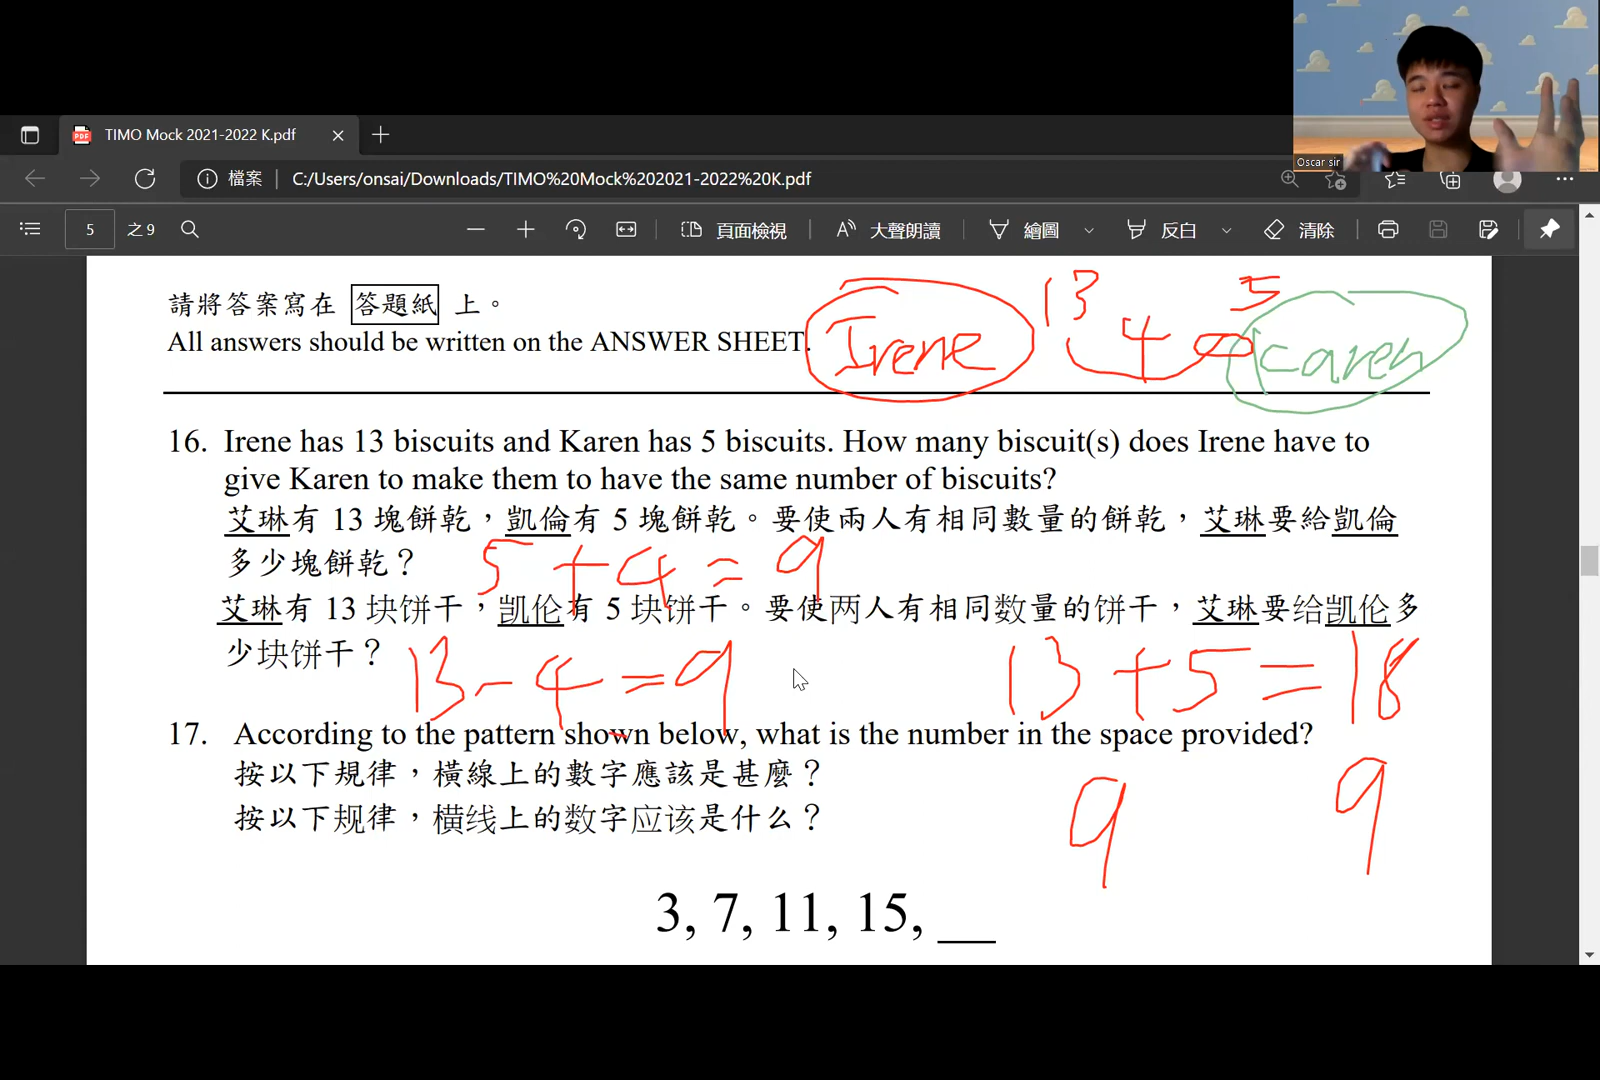 Oscar sir
TIMO Mock 2021-2022 K.pdf
檔案 C:/Users/onsai/Downloads/TIMO%20Mock%202021-2022%20K.pdf
5 之 9 頁面檢視 大聲朗讀 繪圖 反白 清除
13 5
請將答案寫在 答題紙 上。
Irene 4 Karen
All answers should be written on the ANSWER SHEET.
16. Irene has 13 biscuits and Karen has 5 biscuits. How many biscuit(s) does Irene have to
give Karen to make them to have the same number of biscuits?
艾琳有 13 塊餅乾，凱倫有 5 塊餅乾。要使兩人有相同數量的餅乾，艾琳要給凱倫
多少塊餅乾？
5 + 4 = 9
艾琳有 13 块饼干，凯伦有 5 块饼干。要使两人有相同数量的饼干，艾琳要给凯伦多
少块饼干？
13 - 4 = 9 13 + 5 = 18
17. According to the pattern shown below, what is the number in the space provided?
按以下規律，橫線上的數字應該是甚麼？
按以下规律，横线上的数字应该是什么？
9 9
3, 7, 11, 15, __